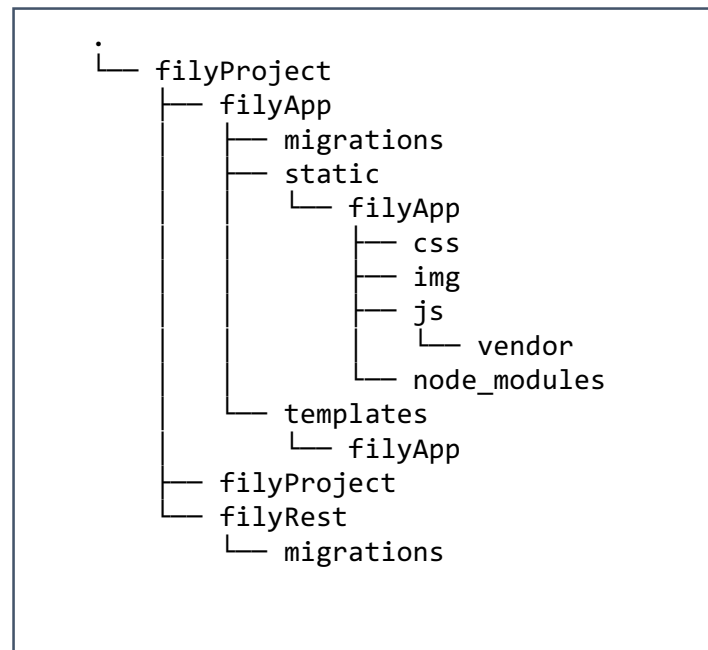 .
└── filyProject
    ├── filyApp
    │   ├── migrations
    │   ├── static
    │   │   └── filyApp
    │   │       ├── css
    │   │       ├── img
    │   │       ├── js
    │   │       │   └── vendor
    │   │       └── node_modules
    │   └── templates
    │       └── filyApp
    ├── filyProject
    └── filyRest
        └── migrations